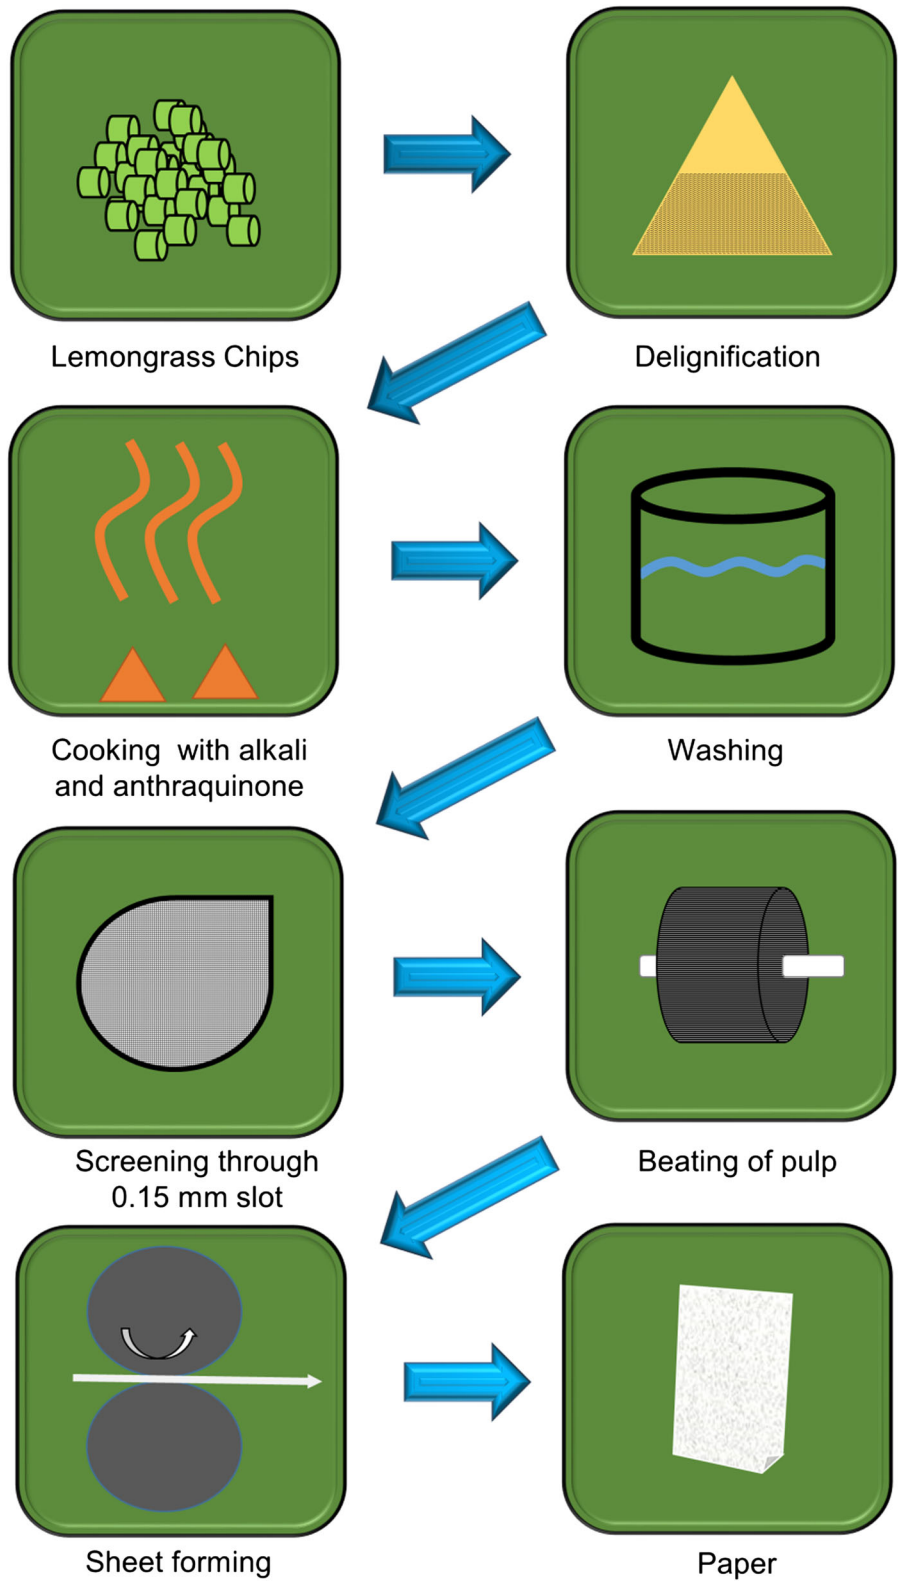 Lemongrass Chips
Delignification
Cooking  with alkali
and anthraquinone
Washing
Screening through
0.15 mm slot
Beating of pulp
Sheet forming
Paper